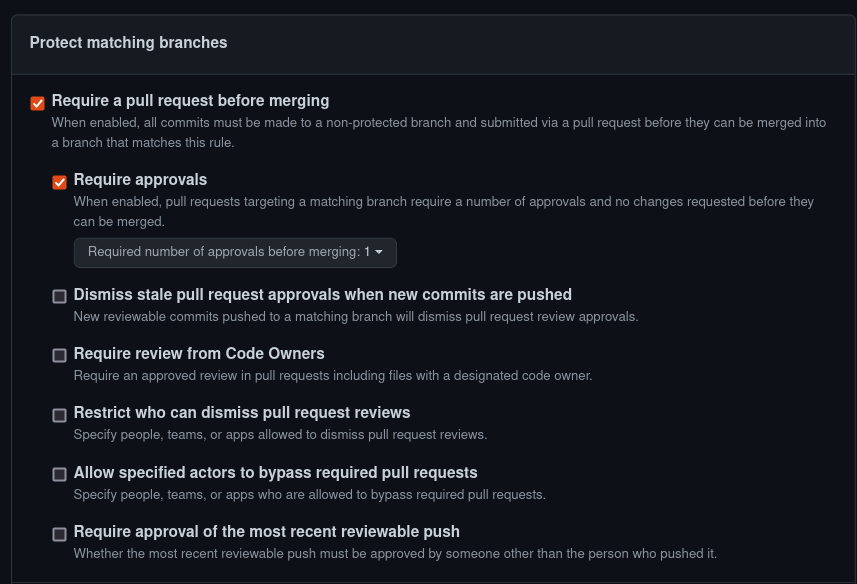 Protect matching branches
Require a pull request before merging
When enabled, all commits must be made to a non-protected branch and submitted via a pull request before they can be merged into
a branch that matches this rule.
Require approvals
When enabled, pull requests targeting a matching branch require a number of approvals and no changes requested before they
can be merged.
Required number of approvals before merging: 1
Dismiss stale pull request approvals when new commits are pushed
New reviewable commits pushed to a matching branch will dismiss pull request review approvals.
Require review from Code Owners
Require an approved review in pull requests including files with a designated code owner.
Restrict who can dismiss pull request reviews
Specify people, teams, or apps allowed to dismiss pull request reviews.
Allow specified actors to bypass required pull requests
Specify people, teams, or apps who are allowed to bypass required pull requests.
Require approval of the most recent reviewable push
Whether the most recent reviewable push must be approved by someone other than the person who pushed it.